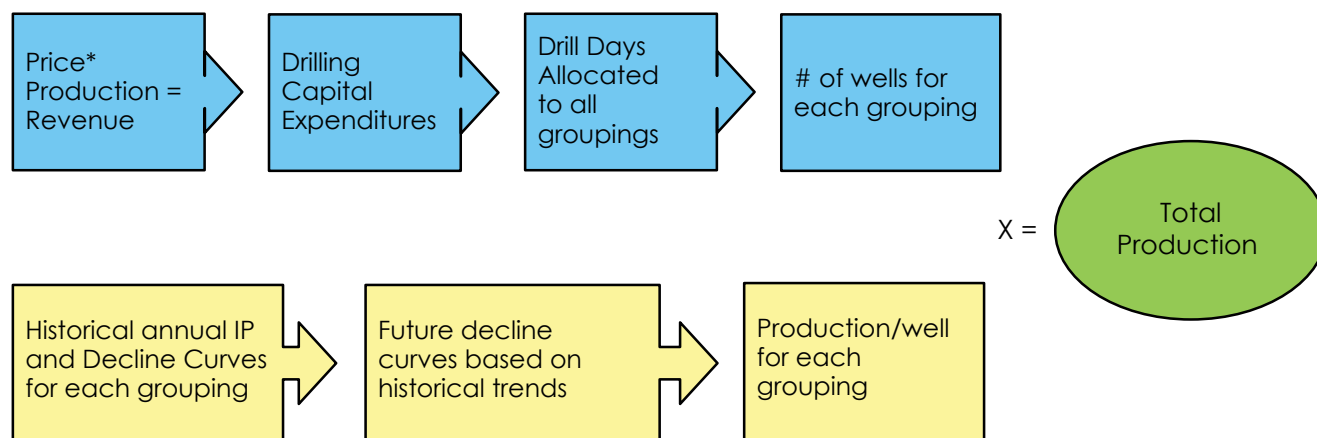 Price*
Production =
Revenue
Drilling
Capital
Expenditures
Drill Days
Allocated
to all
groupings
# of wells for
each grouping
X =
Total
Production
Historical annual IP
and Decline Curves
for each grouping
Future decline
curves based on
historical trends
Production/well
for each
grouping